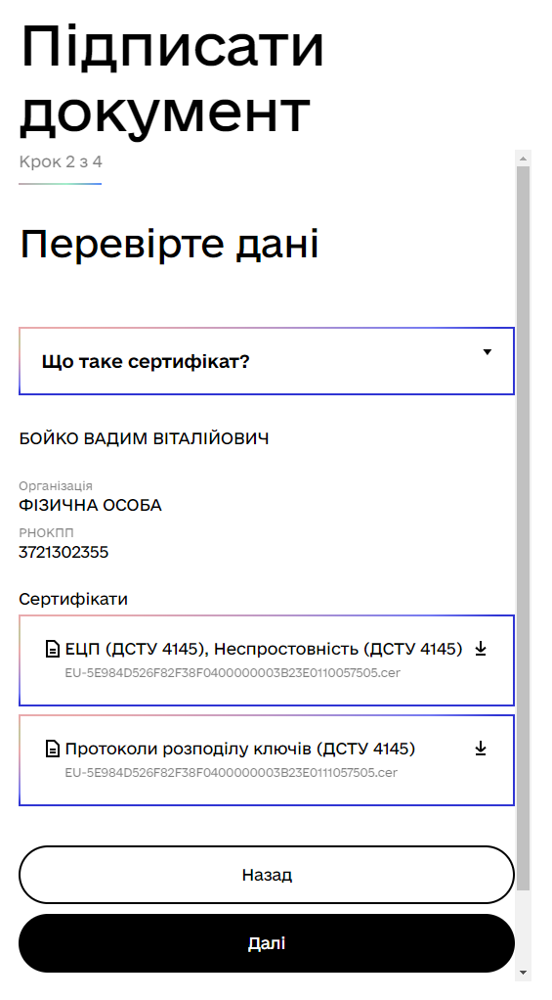 Підписати
документ
Крок 2 з 4
Перевірте дані
Що таке сертифікат?
БОЙКО ВАДИМ ВІТАЛІЙОВИЧ
Організація
ФІЗИЧНА ОСОБА
РНОКПП
3721302355
Сертифікати
ЕЦП (ДСТУ 4145), Неспростовність (ДСТУ 4145)
EU-5E984D526F82F38F0400000003B23E0110057505.cer
Протоколи розподілу ключів (ДСТУ 4145)
EU-5E984D526F82F38F0400000003B23E0111057505.cer
Назад
Далі